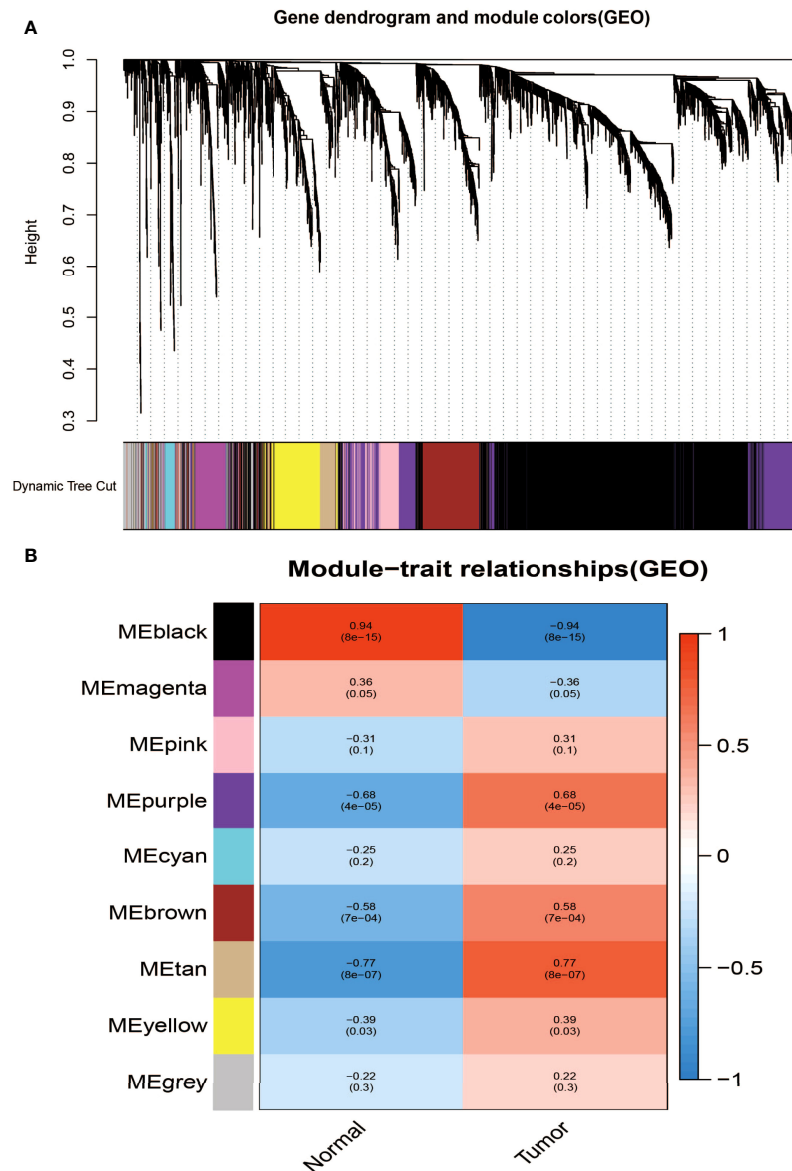 A
Gene dendrogram and module colors(GEO)
Height
1.0
0.9
0.8
0.7
0.6
0.5
0.4
0.3
Dynamic Tree Cut
B
Module−trait relationships(GEO)
MEblack
0.94
(8e−15)
−0.94
(8e−15)
MEmagenta
0.36
(0.05)
−0.36
(0.05)
MEpink
−0.31
(0.1)
0.31
(0.1)
MEpurple
−0.68
(4e−05)
0.68
(4e−05)
MEcyan
−0.25
(0.2)
0.25
(0.2)
MEbrown
−0.58
(7e−04)
0.58
(7e−04)
MEtan
−0.77
(8e−07)
0.77
(8e−07)
MEyellow
−0.39
(0.03)
0.39
(0.03)
MEgrey
−0.22
(0.3)
0.22
(0.3)
1
0.5
0
−0.5
−1
Normal
Tumor